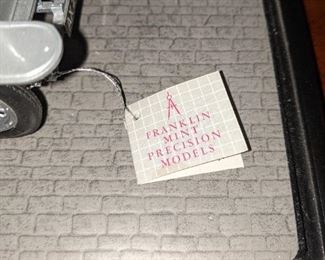 FRANKLIN
MINT
PRECISION
MODELS